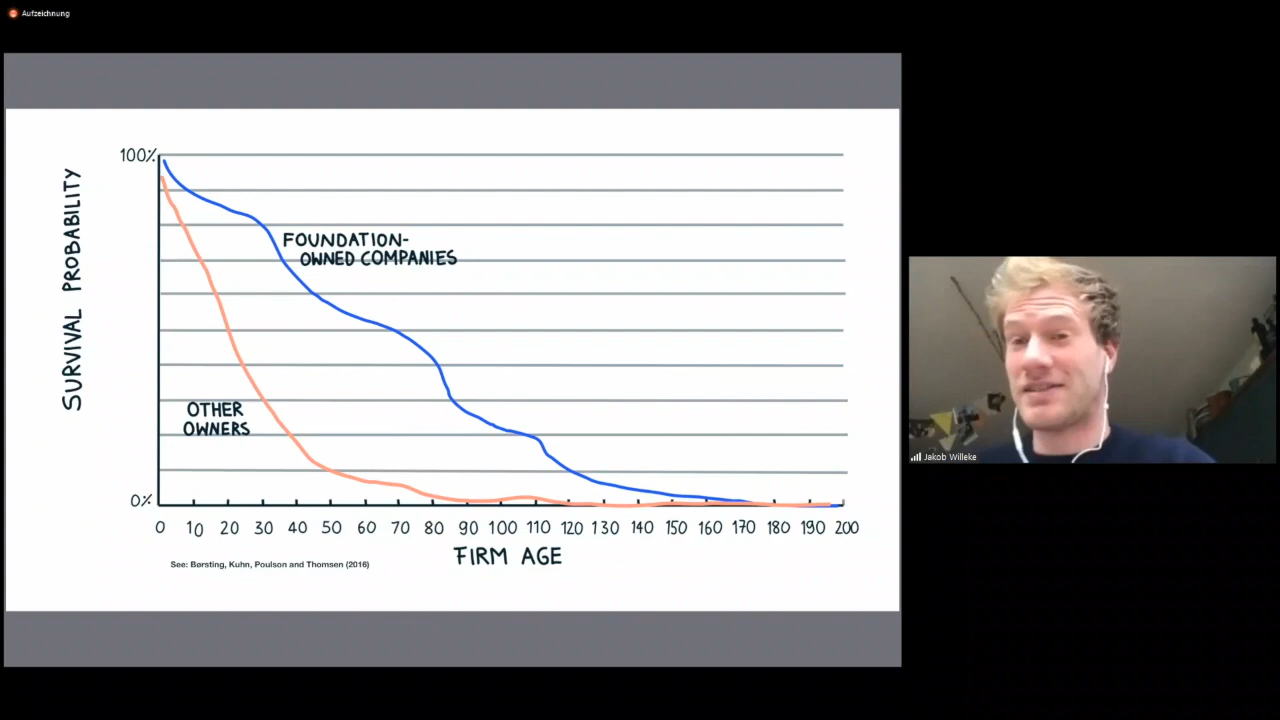 Aufzeichnung
100%
SURVIVAL PROBABILITY
FOUNDATION-
OWNED COMPANIES
OTHER
OWNERS
0%
0 10 20 30 40 50 60 70 80 90 100 110 120 130 140 150 160 170 180 190 200
FIRM AGE
See: Børsting, Kuhn, Poulson and Thomsen (2016)
Jakob Willeke